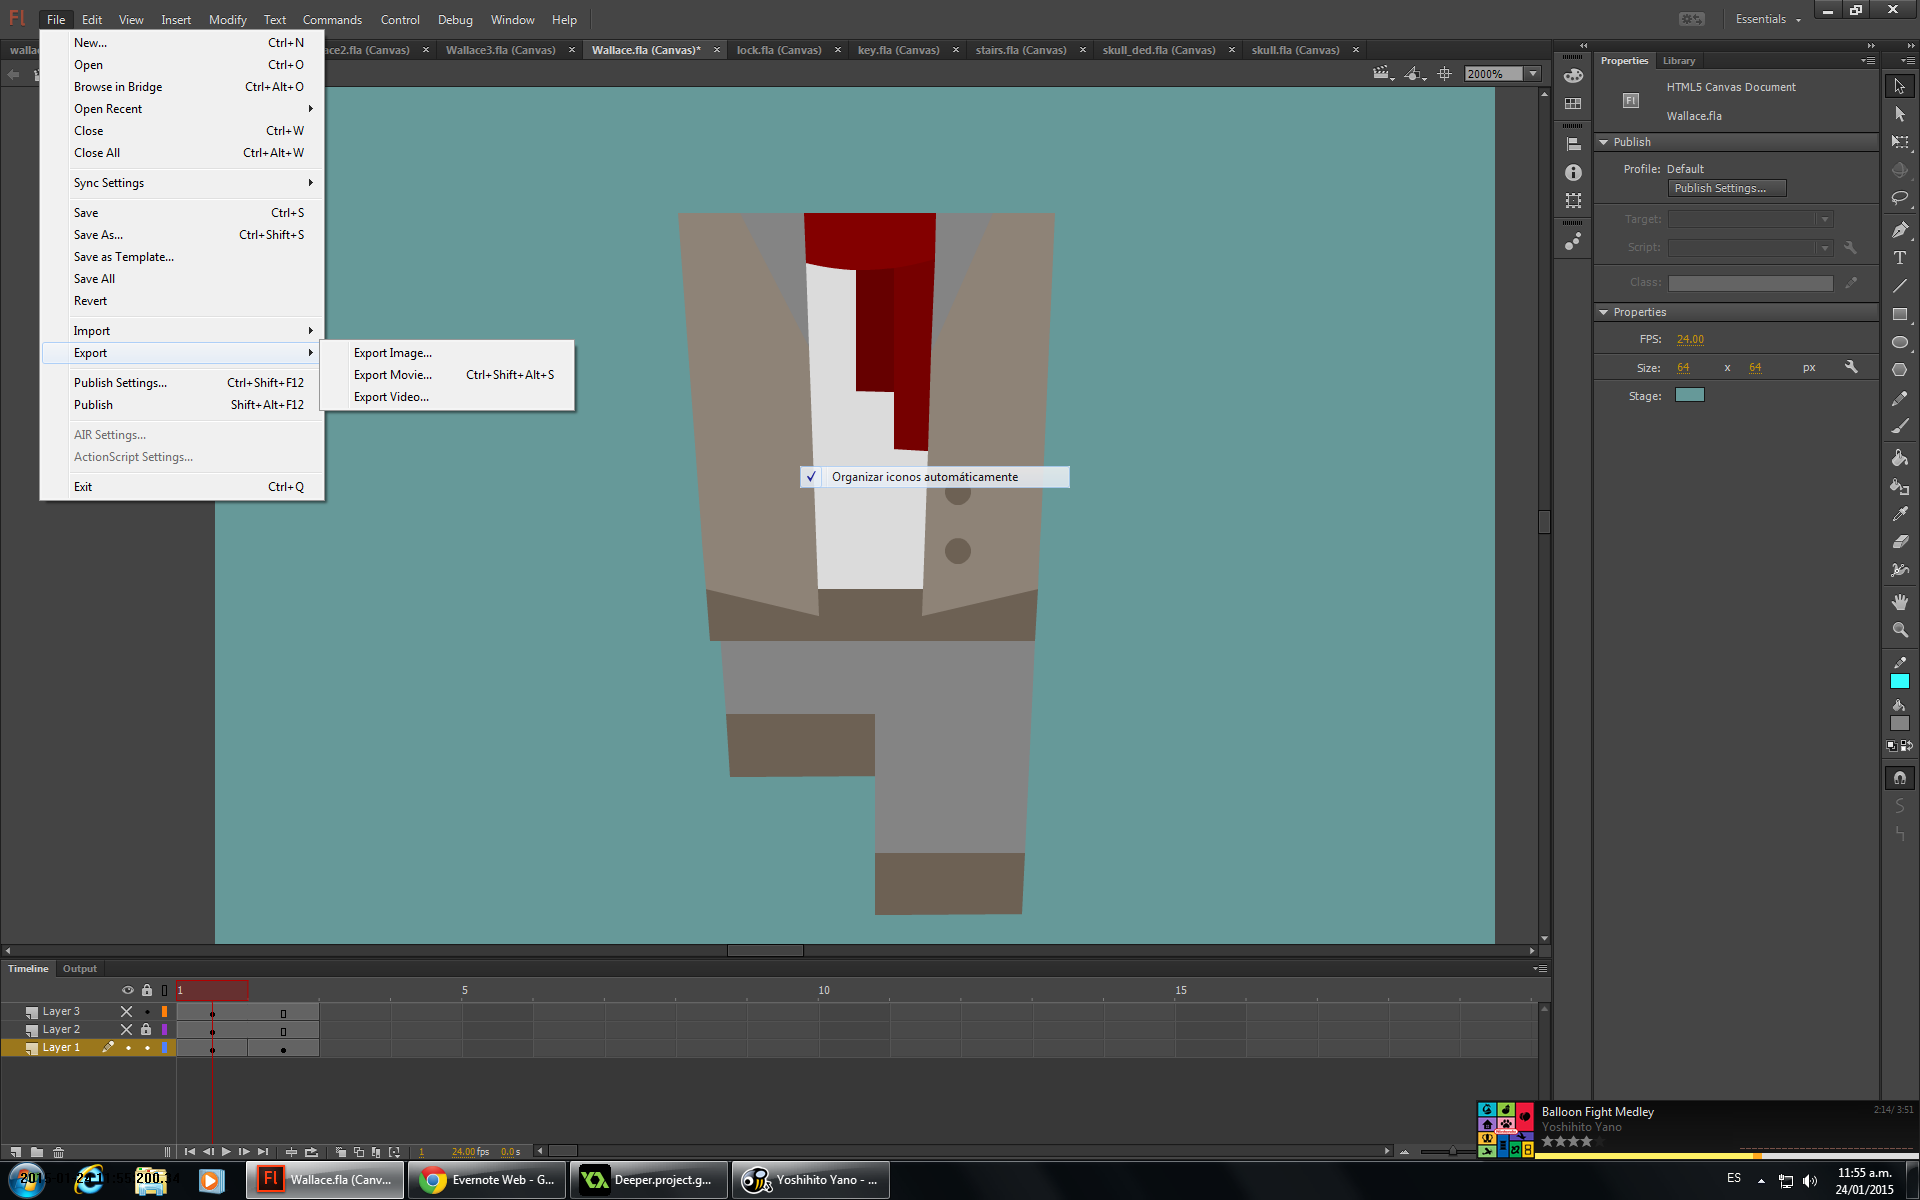 Fl File Edit View Insert Modify Text Commands Control Debug Window Help Essentials
ace2.fla (Canvas) Wallace3.fla (Canvas) Wallace.fla (Canvas)* lock.fla (Canvas) key.fla (Canvas) stairs.fla (Canvas) skull_ded.fla (Canvas) skull.fla (Canvas)
2000%
New... Ctrl+N
Open Ctrl+O
Browse in Bridge Ctrl+Alt+O
Open Recent
Close Ctrl+W
Close All Ctrl+Alt+W
Sync Settings
Save Ctrl+S
Save As... Ctrl+Shift+S
Save as Template...
Save All
Revert
Import
Export
Publish Settings... Ctrl+Shift+F12
Publish Shift+Alt+F12
AIR Settings...
ActionScript Settings...
Exit Ctrl+Q
Export Image...
Export Movie... Ctrl+Shift+Alt+S
Export Video...
Organizar iconos automáticamente
Properties Library
Fl
HTML5 Canvas Document
Wallace.fla
Publish
Profile: Default
Publish Settings...
Target:
Script:
Class:
Properties
FPS: 24.00
Size: 64 x 64 px
Stage:
Timeline Output
1 5 10 15
Layer 3
Layer 2
Layer 1
1 24.00 fps 0.0 s
Balloon Fight Medley 2:14/ 3:51
Yoshihito Yano
Fl Wallace.fla (Canv...
Evernote Web - G...
Deeper.project.g...
Yoshihito Yano - ...
ES
11:55 a.m.
24/01/2015